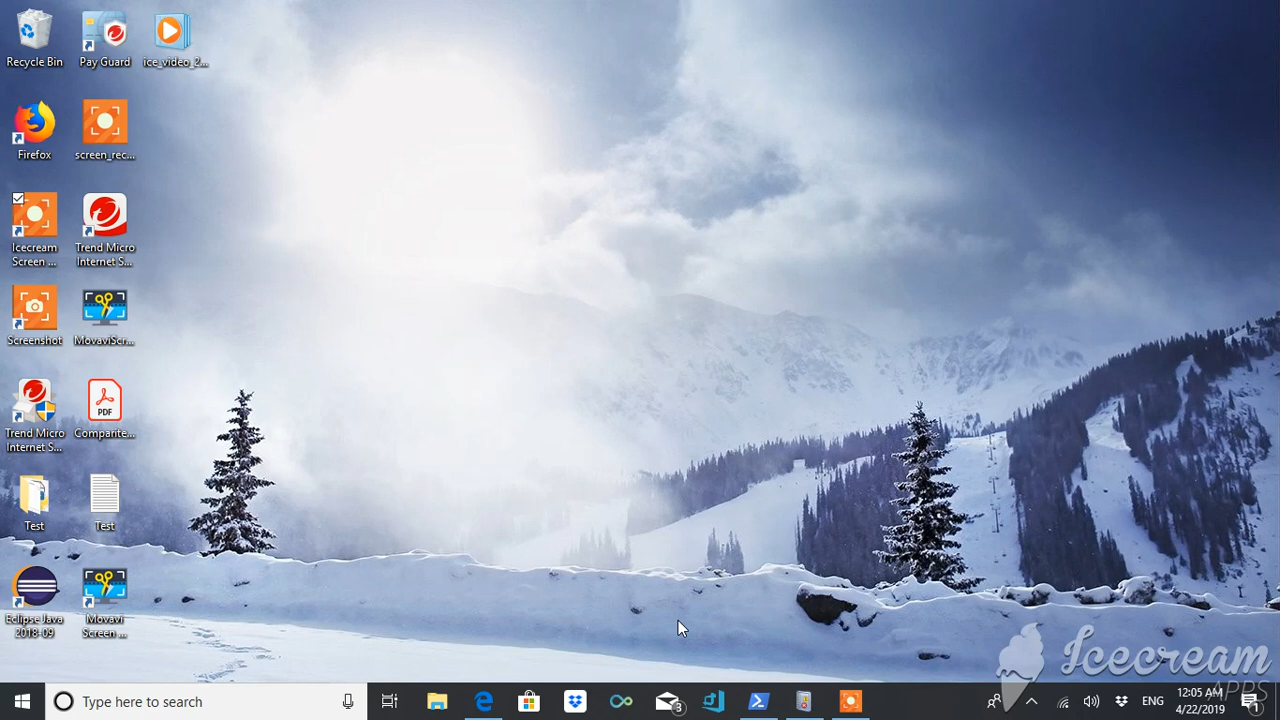 Recycle Bin
Pay Guard
ice_video_2...
Firefox
screen_rec...
Icecream
Screen ...
Trend Micro
Internet S...
Screenshot
MovaviScr...
Trend Micro
Internet S...
PDF
Comparite...
Test
Test
Eclipse Java
2018-09
Movavi
Screen ...
Icecream
APPS
Type here to search
3
ENG
12:05 AM
4/22/2019
1